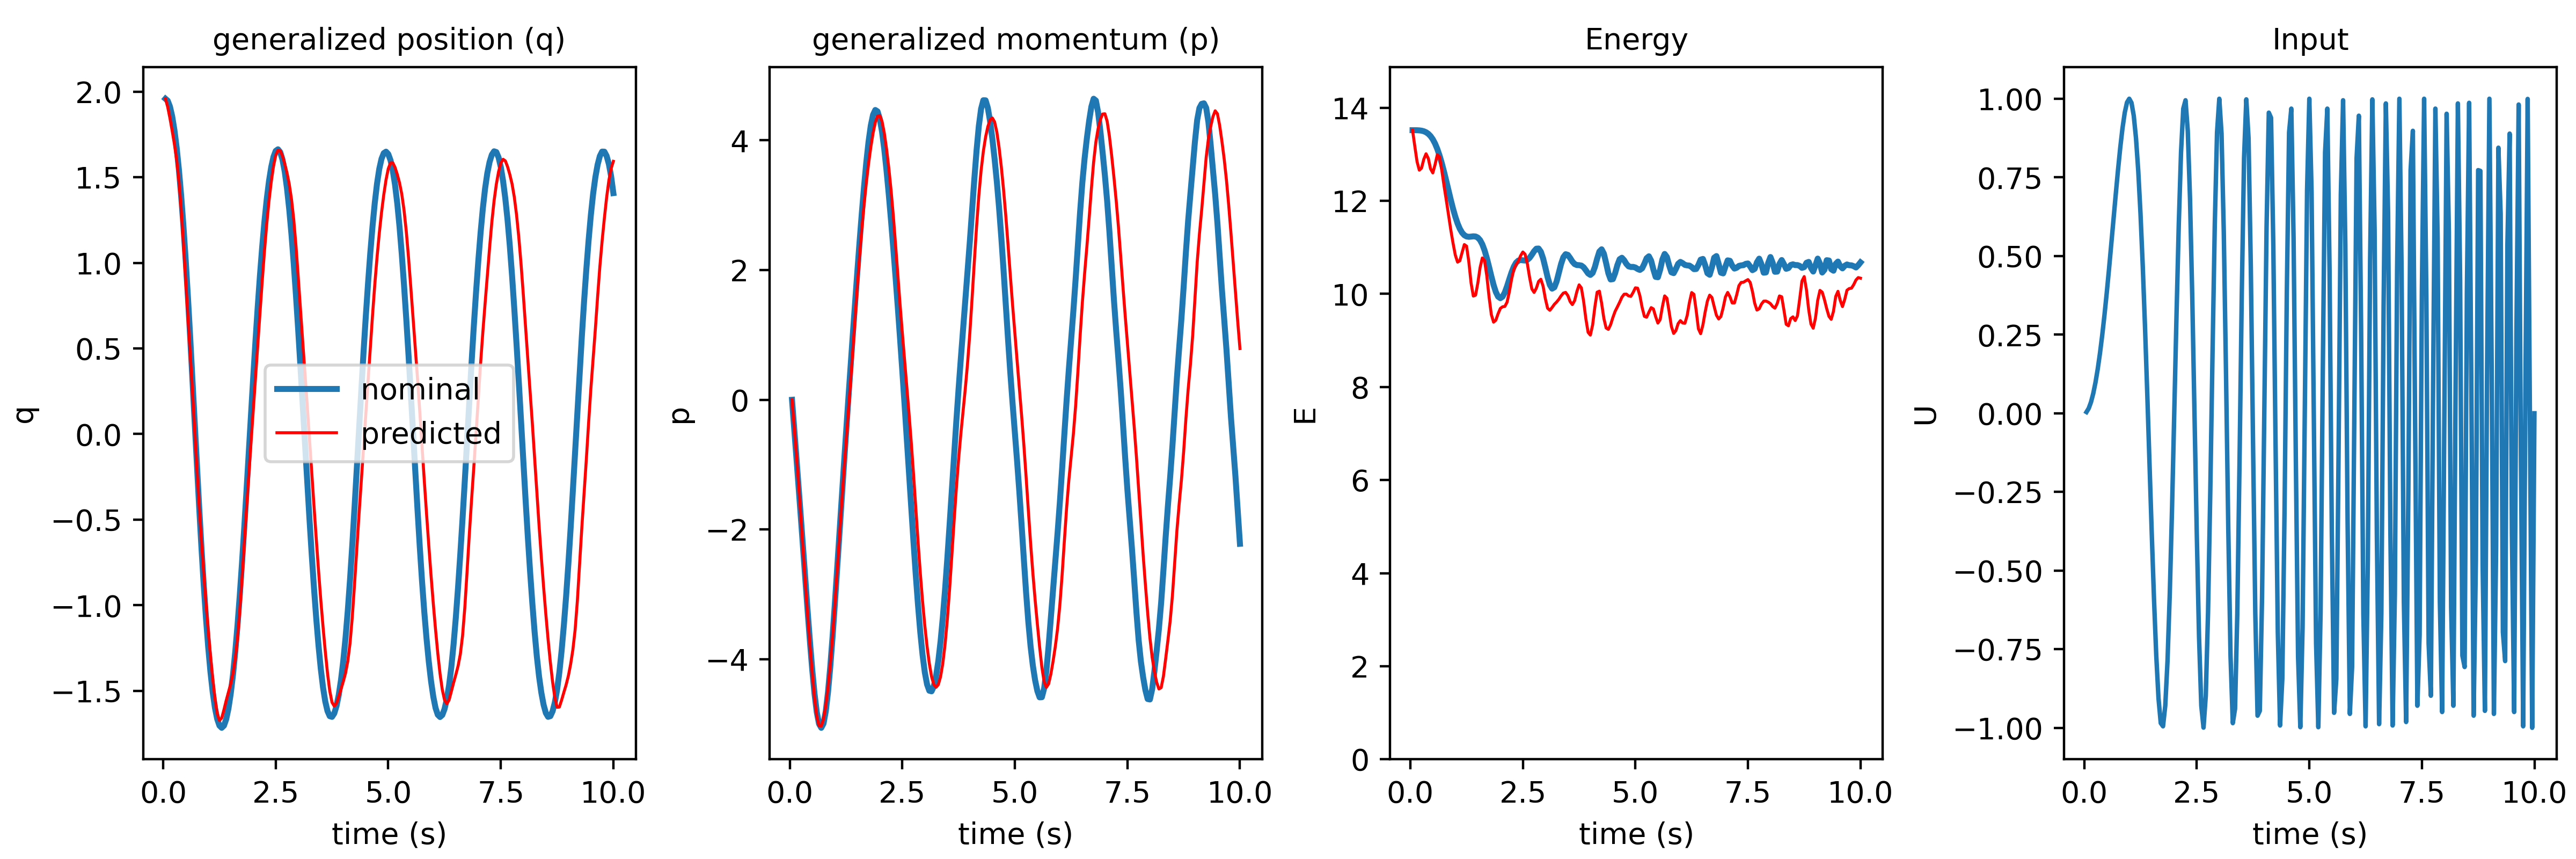 generalized position (q)
2.0
1.5
1.0
0.5
0.0
−0.5
−1.0
−1.5
q
nominal
predicted
0.0 2.5 5.0 7.5 10.0
time (s)
generalized momentum (p)
4
2
0
−2
−4
p
0.0 2.5 5.0 7.5 10.0
time (s)
Energy
14
12
10
8
6
4
2
0
E
0.0 2.5 5.0 7.5 10.0
time (s)
Input
1.00
0.75
0.50
0.25
0.00
−0.25
−0.50
−0.75
−1.00
U
0.0 2.5 5.0 7.5 10.0
time (s)